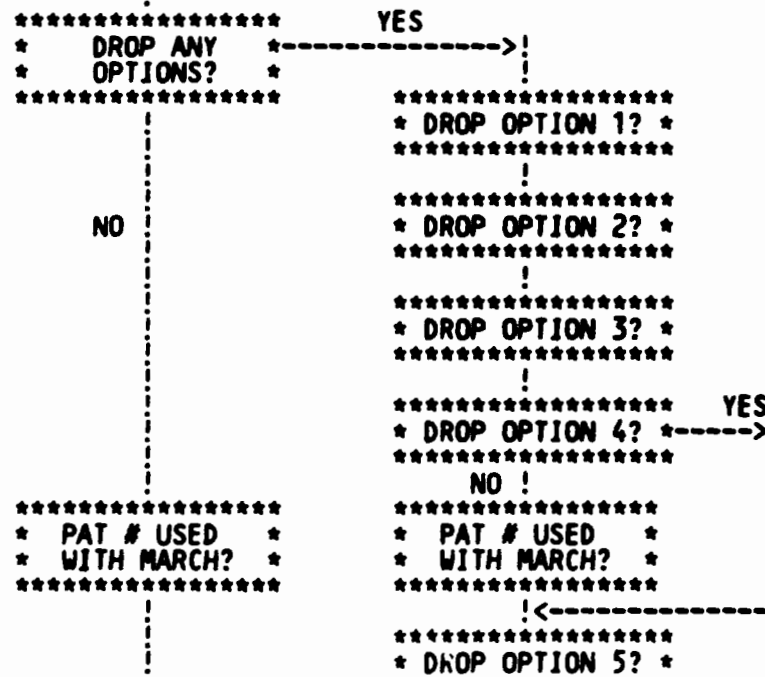 YES
DROP ANY
OPTIONS?
DROP OPTION 1?
NO
DROP OPTION 2?
DROP OPTION 3?
YES
DROP OPTION 4?
NO
PAT # USED
WITH MARCH?
PAT # USED
WITH MARCH?
DROP OPTION 5?